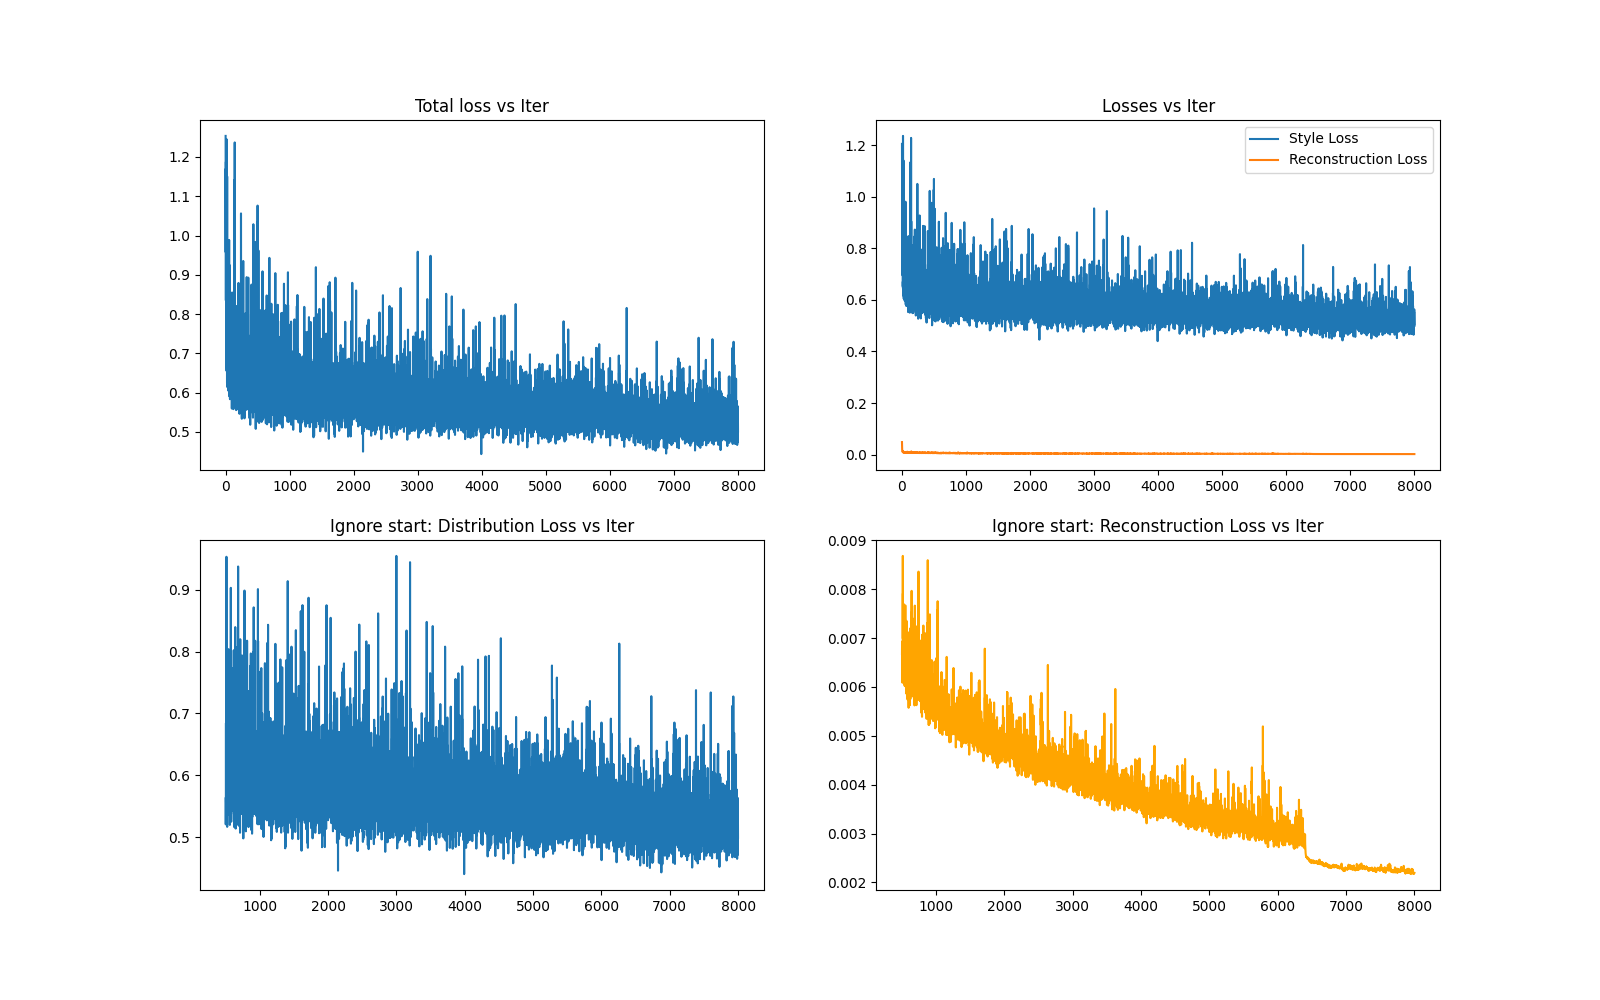 Total loss vs Iter
1.2
1.1
1.0
0.9
0.8
0.7
0.6
0.5
0 1000 2000 3000 4000 5000 6000 7000 8000
Losses vs Iter
Style Loss
Reconstruction Loss
1.2
1.0
0.8
0.6
0.4
0.2
0.0
0 1000 2000 3000 4000 5000 6000 7000 8000
Ignore start: Distribution Loss vs Iter
0.9
0.8
0.7
0.6
0.5
1000 2000 3000 4000 5000 6000 7000 8000
Ignore start: Reconstruction Loss vs Iter
0.009
0.008
0.007
0.006
0.005
0.004
0.003
0.002
1000 2000 3000 4000 5000 6000 7000 8000